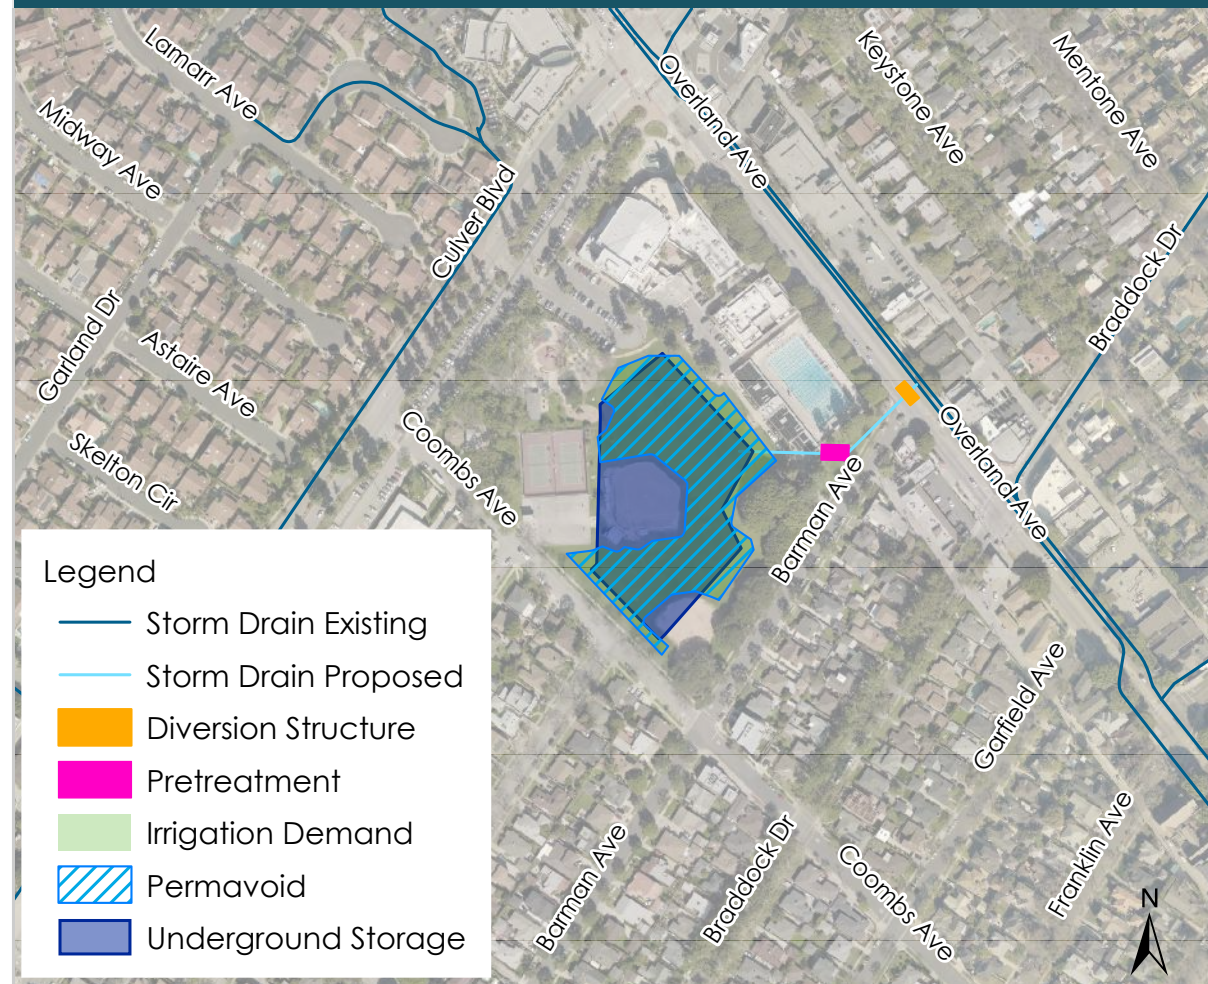 Lamarr Ave
Midway Ave
Culver Blvd
Overland Ave
Keystone Ave
Mentone Ave
Braddock Dr
Garland Dr
Astaire Ave
Skelton Cir
Coombs Ave
Overland Ave
Barman Ave
Garfield Ave
Franklin Ave
Barman Ave
Braddock Dr
Coombs Ave
N
Legend
Storm Drain Existing
Storm Drain Proposed
Diversion Structure
Pretreatment
Irrigation Demand
Permavoid
Underground Storage